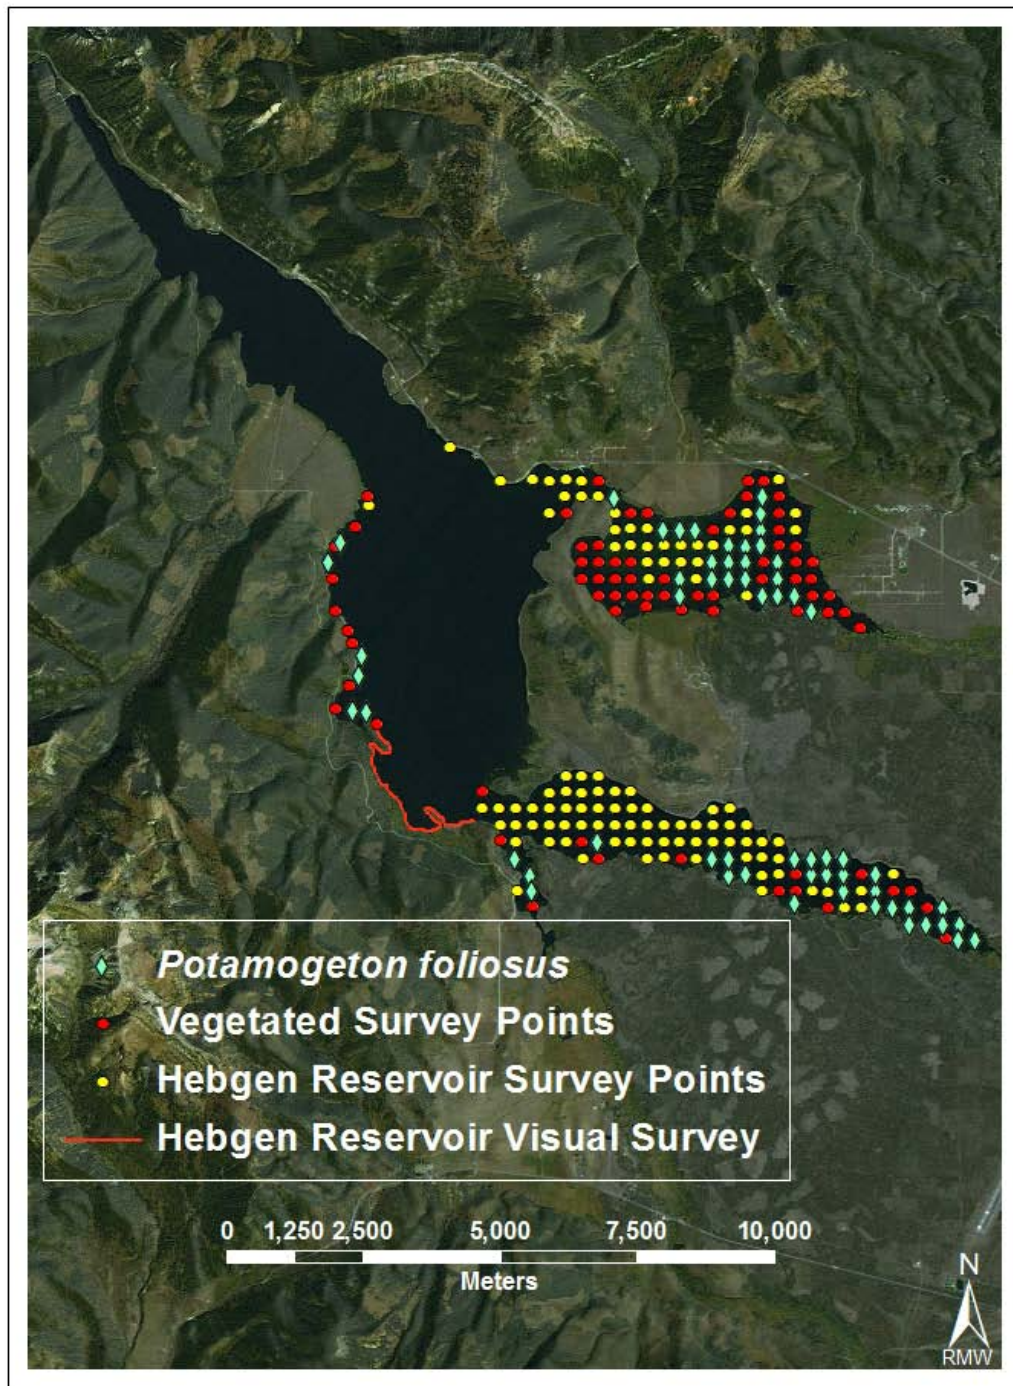 Potamogeton foliosus
Vegetated Survey Points
Hebgen Reservoir Survey Points
Hebgen Reservoir Visual Survey
0 1,250 2,500 5,000 7,500 10,000
Meters
N
RMW